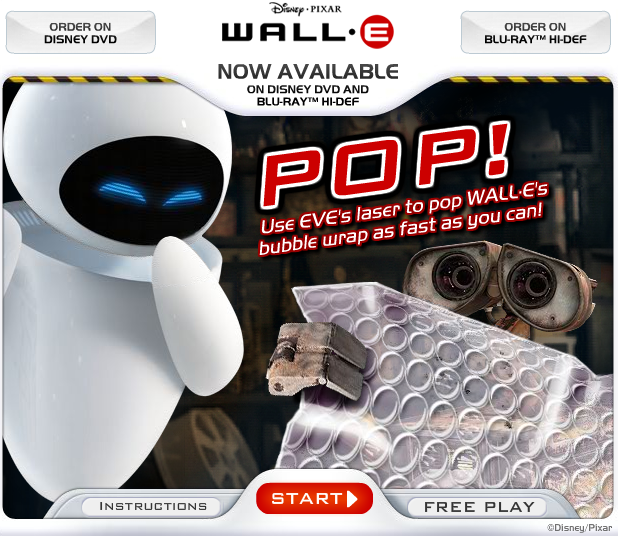 ORDER ON
DISNEY DVD
Disney · PIXAR
WALL·E
ORDER ON
BLU-RAY™ HI-DEF
NOW AVAILABLE
ON DISNEY DVD AND
BLU-RAY™ HI-DEF
POP!
Use EVE's laser to pop WALL·E's
bubble wrap as fast as you can!
INSTRUCTIONS
START
FREE PLAY
©Disney/Pixar